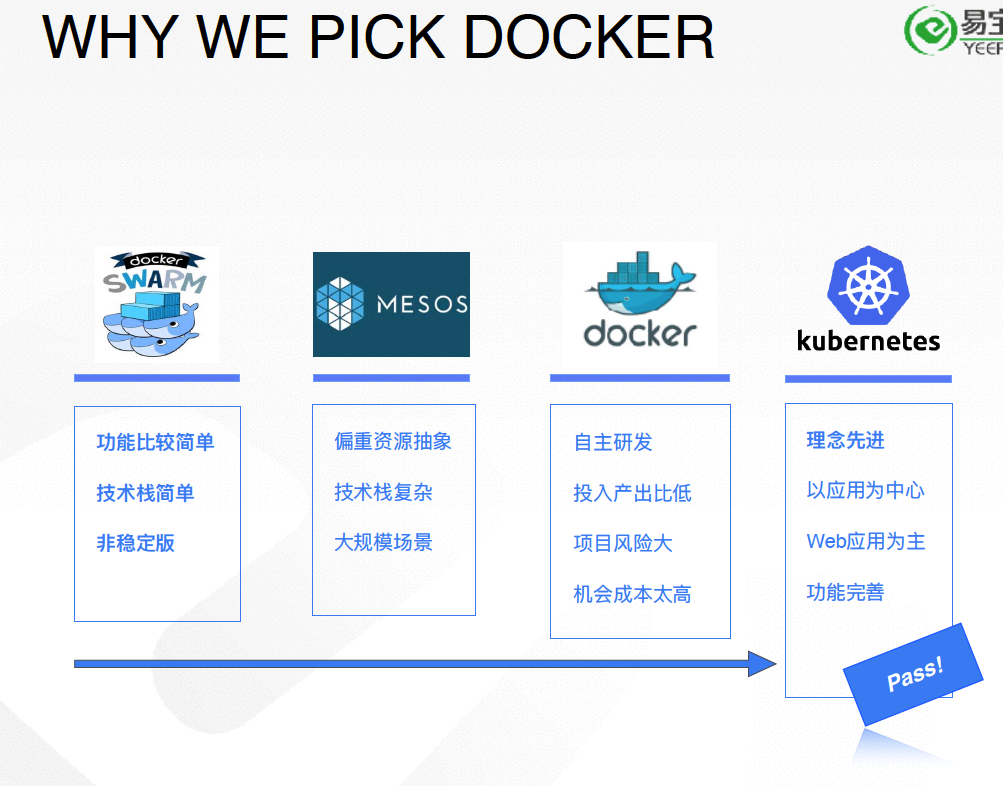 WHY WE PICK DOCKER
易宝
YEEP
docker
SWARM
MESOS
docker
kubernetes
功能比较简单
技术栈简单
非稳定版
偏重资源抽象
技术栈复杂
大规模场景
自主研发
投入产出比低
项目风险大
机会成本太高
理念先进
以应用为中心
Web应用为主
功能完善
Pass!